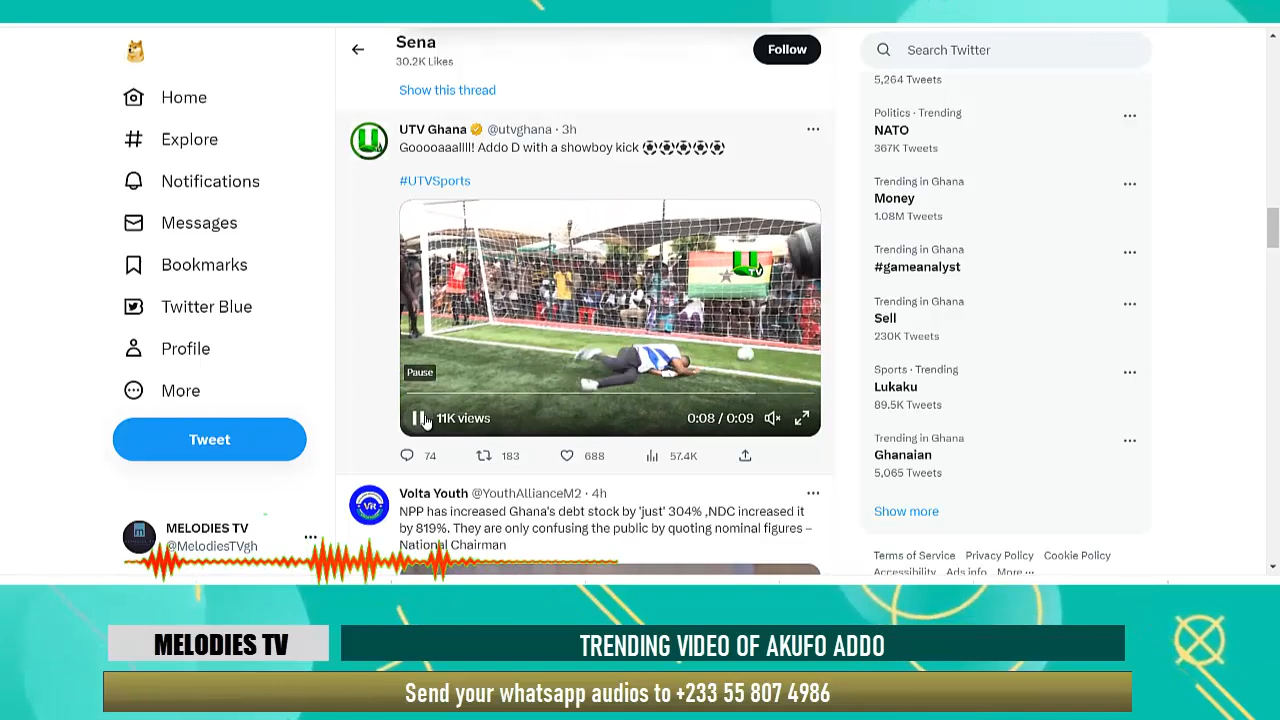 Home
Explore
Notifications
Messages
Bookmarks
Twitter Blue
Profile
More
Tweet
MELODIES TV
@MelodiesTVgh
Sena
30.2K Likes
Follow
Show this thread
UTV Ghana @utvghana · 3h
Gooooaaallll! Addo D with a showboy kick ⚽⚽⚽⚽⚽
#UTVSports
Pause
11K views
0:08 / 0:09
74
183
688
57.4K
Volta Youth @YouthAllianceM2 · 4h
NPP has increased Ghana's debt stock by 'just' 304% ,NDC increased it
by 819%. They are only confusing the public by quoting nominal figures –
National Chairman
Search Twitter
5,264 Tweets
Politics · Trending
NATO
367K Tweets
Trending in Ghana
Money
1.08M Tweets
Trending in Ghana
#gameanalyst
Trending in Ghana
Sell
230K Tweets
Sports · Trending
Lukaku
89.5K Tweets
Trending in Ghana
Ghanaian
5,065 Tweets
Show more
Terms of Service Privacy Policy Cookie Policy
Accessibility Ads info More ...
MELODIES TV
TRENDING VIDEO OF AKUFO ADDO
Send your whatsapp audios to +233 55 807 4986